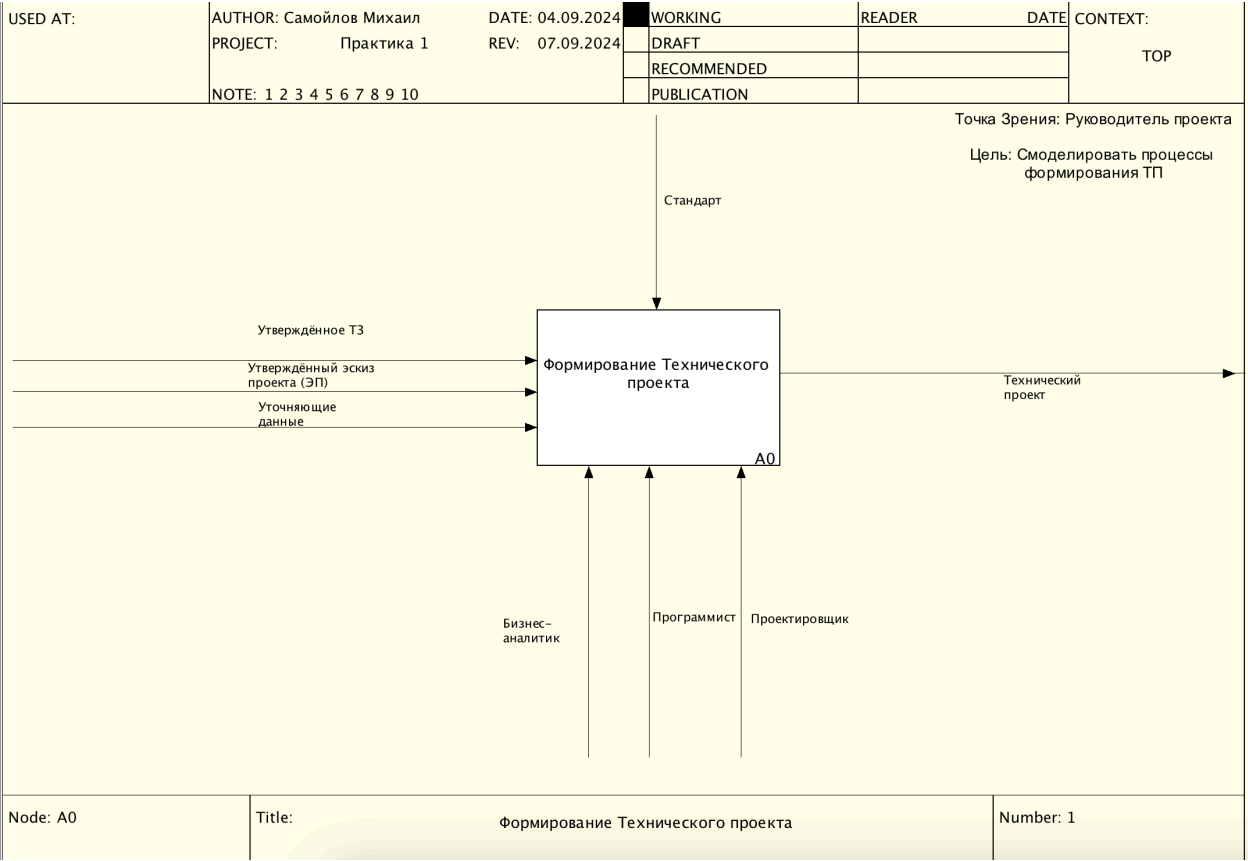 USED AT:
AUTHOR: Самойлов Михаил
DATE: 04.09.2024
PROJECT: Практика 1
REV: 07.09.2024
NOTE: 1 2 3 4 5 6 7 8 9 10
WORKING
DRAFT
RECOMMENDED
PUBLICATION
READER DATE
CONTEXT:
TOP
Точка Зрения: Руководитель проекта
Цель: Смоделировать процессы
формирования ТП
Стандарт
Утверждённое ТЗ
Утверждённый эскиз
проекта (ЭП)
Уточняющие
данные
Формирование Технического
проекта
A0
Технический
проект
Бизнес-
аналитик
Программист
Проектировщик
Node: A0
Title:
Формирование Технического проекта
Number: 1